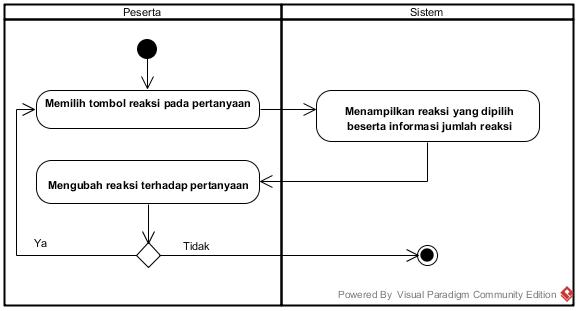 Peserta
Sistem
Memilih tombol reaksi pada pertanyaan
Menampilkan reaksi yang dipilih
beserta informasi jumlah reaksi
Mengubah reaksi terhadap pertanyaan
Ya
Tidak
Powered By Visual Paradigm Community Edition